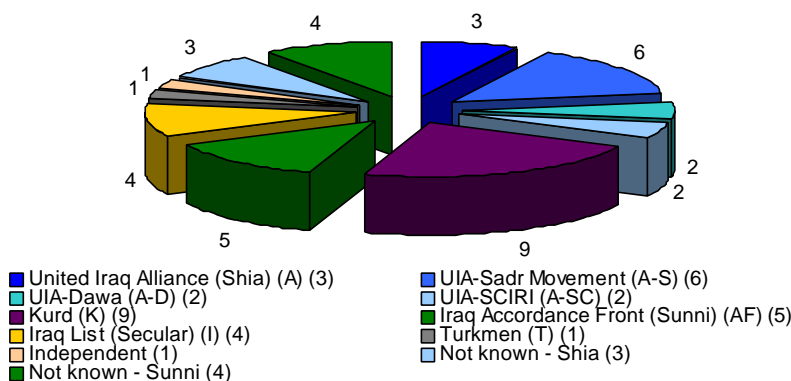 4
3
3
6
1
1
2
2
4
5
9
United Iraq Alliance (Shia) (A) (3)
UIA-Sadr Movement (A-S) (6)
UIA-Dawa (A-D) (2)
UIA-SCIRI (A-SC) (2)
Kurd (K) (9)
Iraq Accordance Front (Sunni) (AF) (5)
Iraq List (Secular) (I) (4)
Turkmen (T) (1)
Independent (1)
Not known - Shia (3)
Not known - Sunni (4)